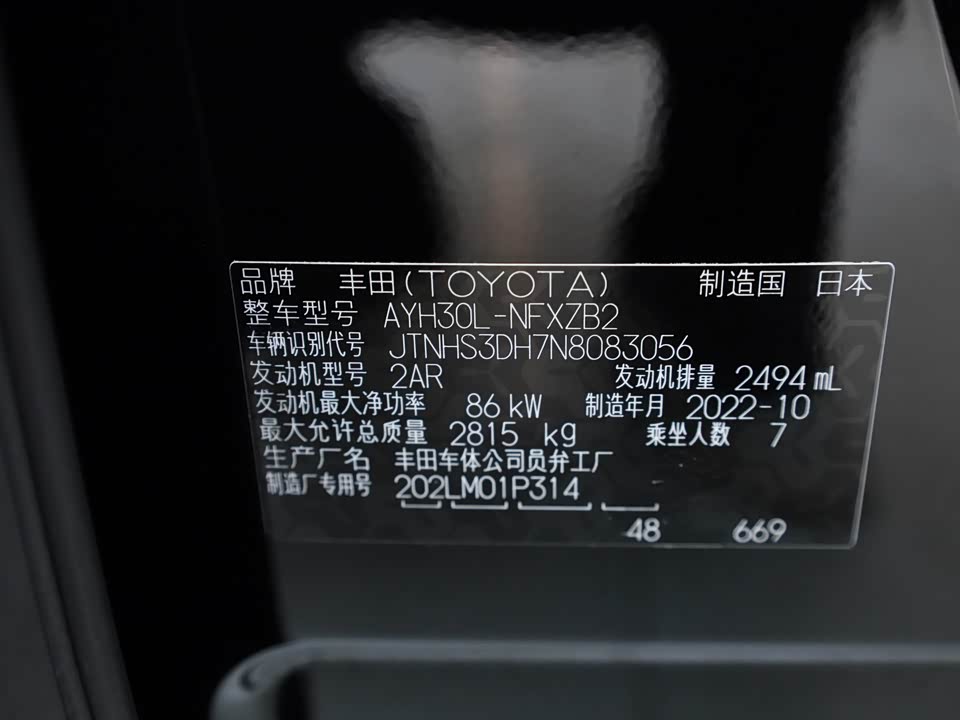 品牌 丰田(TOYOTA) 制造国 日本
整车型号 AYH30L-NFXZB2
车辆识别代号 JTNHS3DH7N8083056
发动机型号 2AR 发动机排量 2494 mL
发动机最大净功率 86 kW 制造年月 2022-10
最大允许总质量 2815 kg 乘坐人数 7
生产厂名 丰田车体公司员弁工厂
制造厂专用号 202LM01P314
48 669